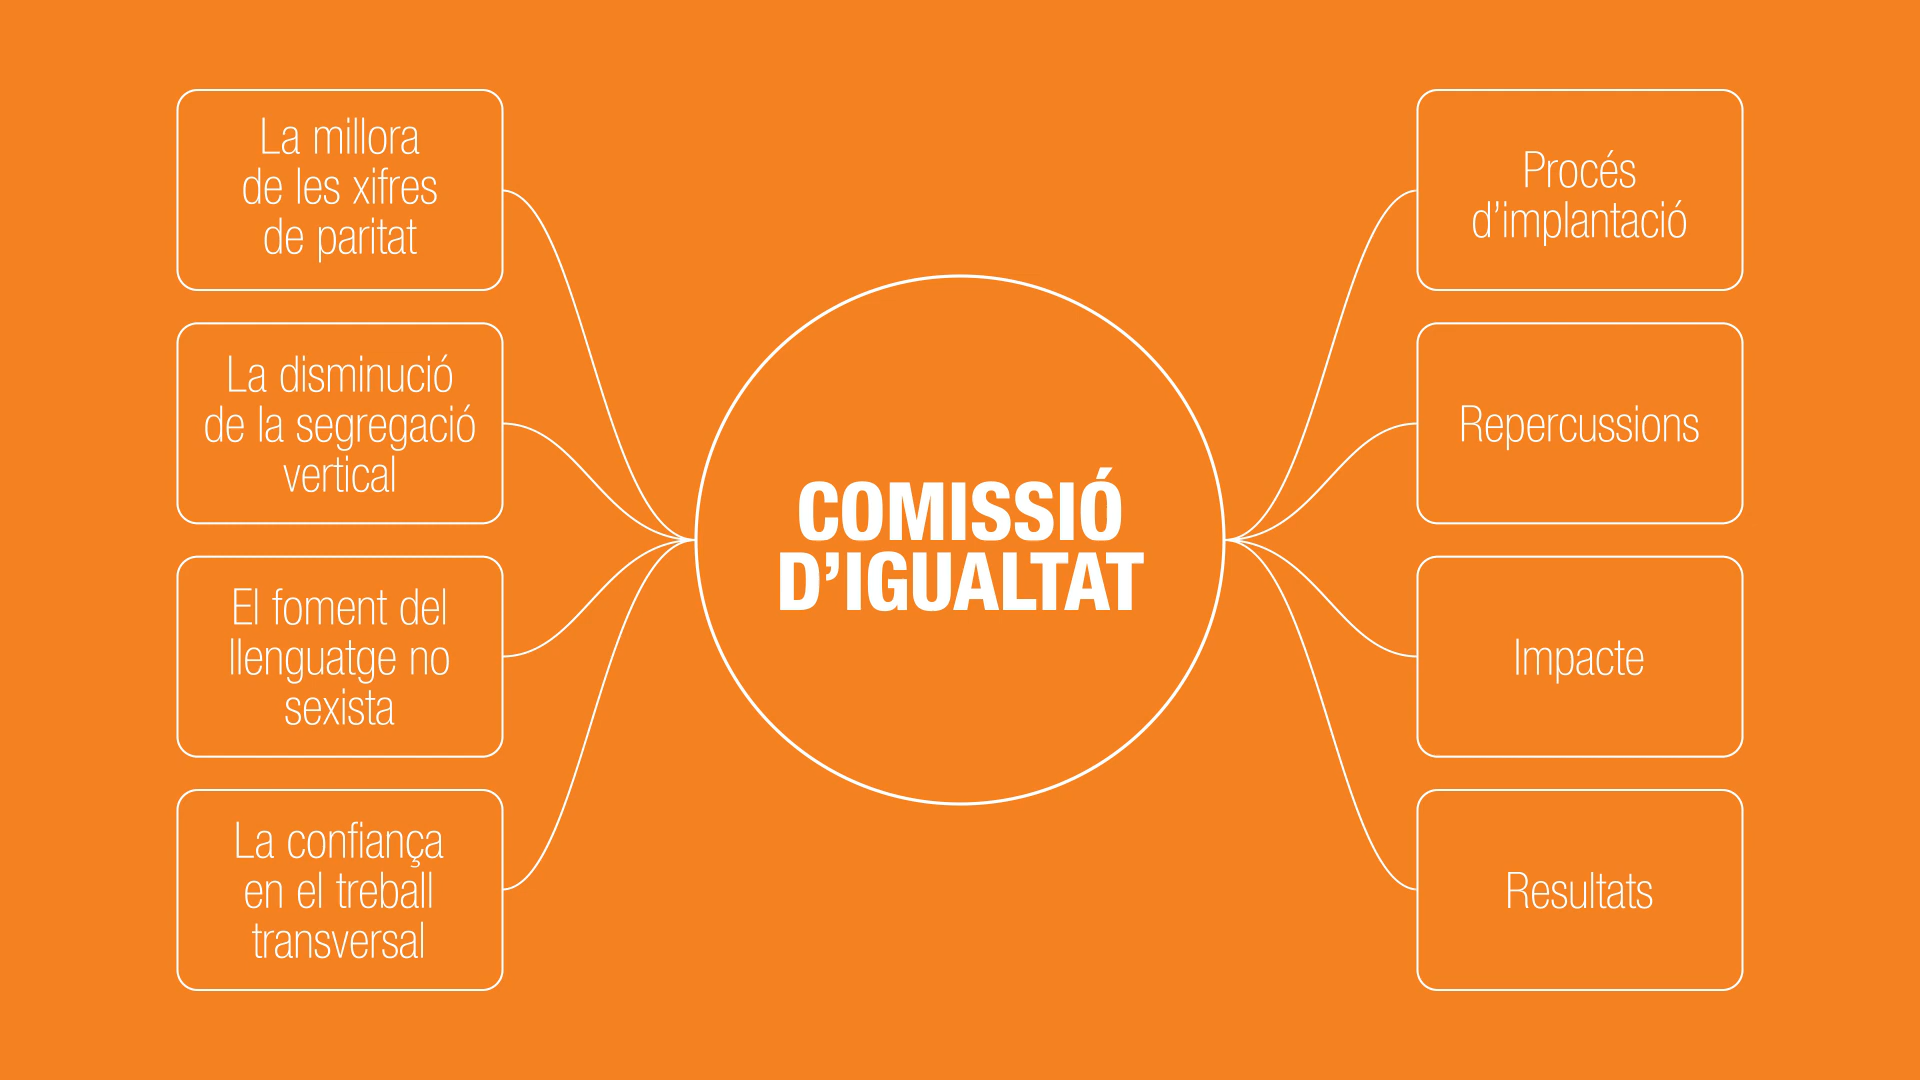 La millora
de les xifres
de paritat
La disminució
de la segregació
vertical
El foment del
llenguatge no
sexista
La confiança
en el treball
transversal
COMISSIÓ
D’IGUALTAT
Procés
d’implantació
Repercussions
Impacte
Resultats